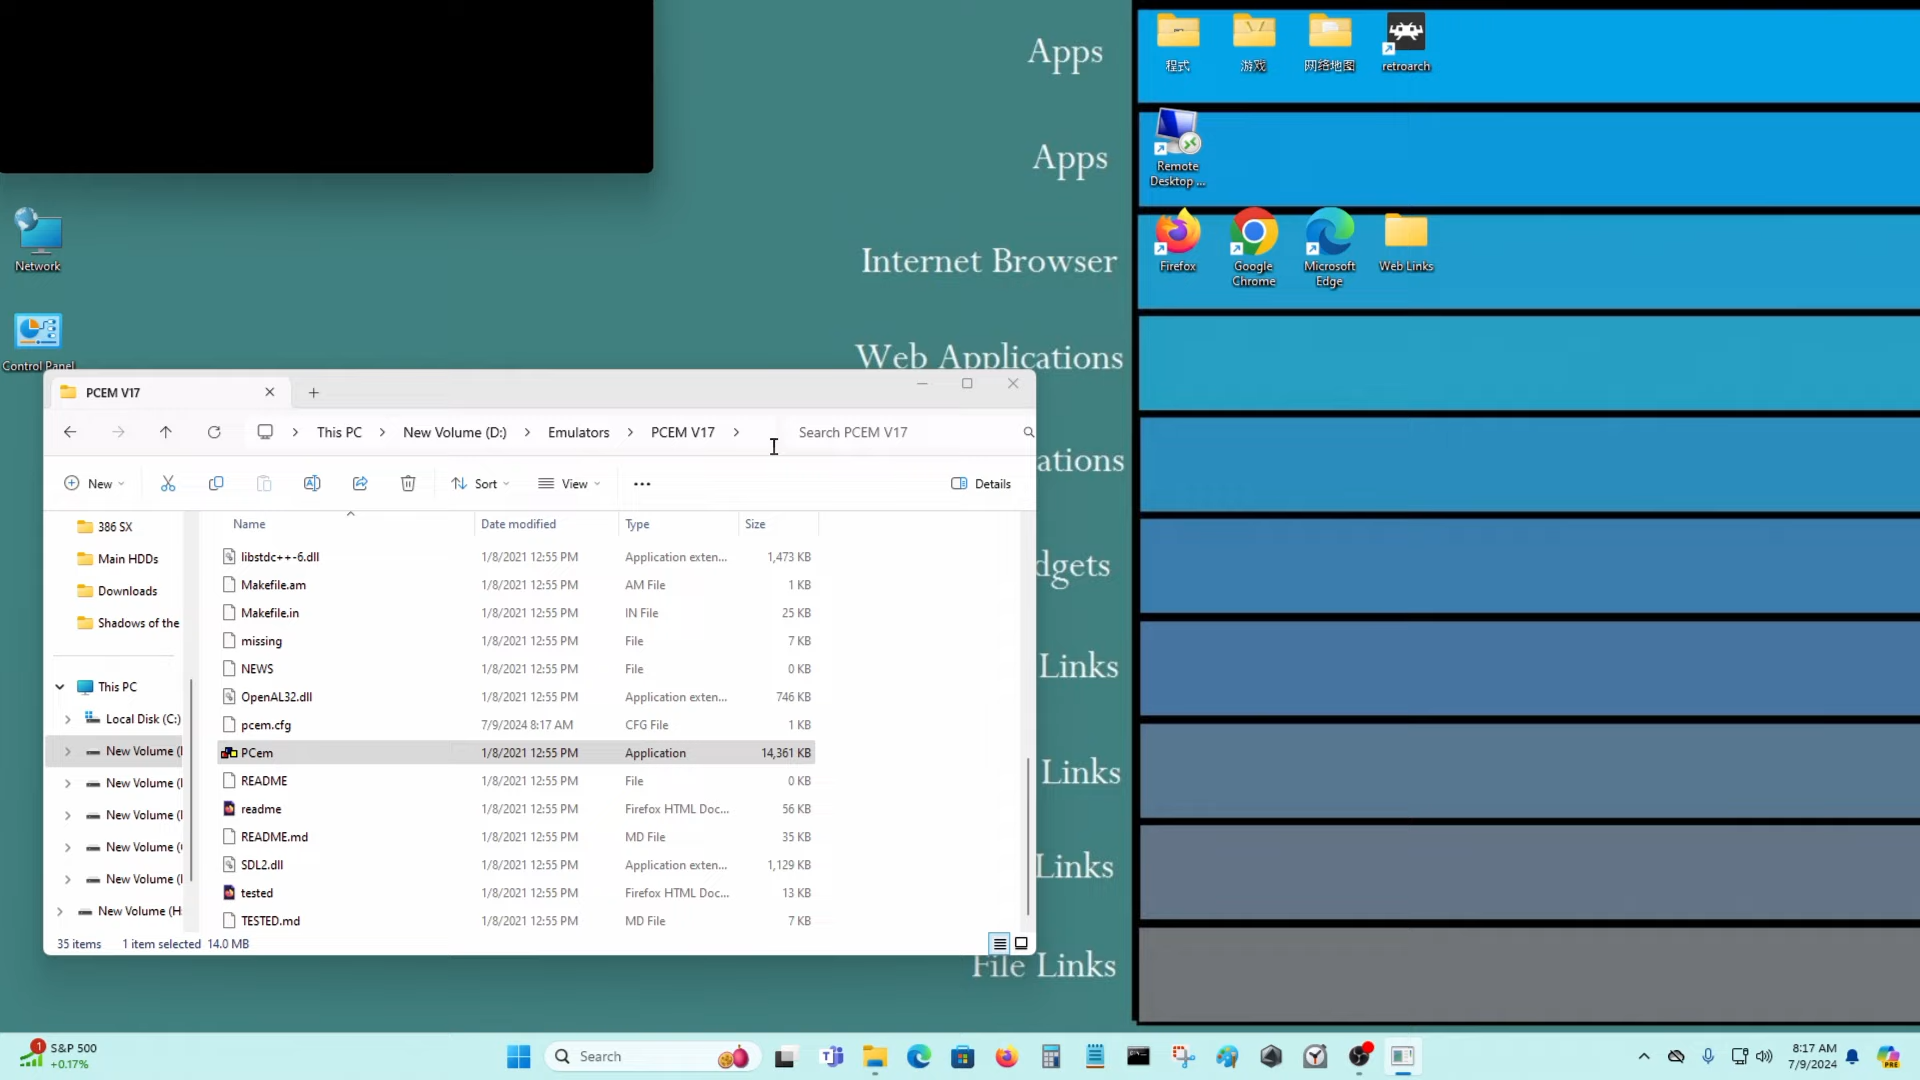 Apps
程式
游戏
网络地图
retroarch
Apps
Remote
Desktop ...
Network
Internet Browser
Firefox
Google
Chrome
Microsoft
Edge
Web Links
Control Panel
Web Applications
PCEM V17
This PC
New Volume (D:)
Emulators
PCEM V17
Search PCEM V17
ations
New
Sort
View
Details
386 SX
Main HDDs
Downloads
Shadows of the
This PC
Local Disk (C:)
New Volume (
New Volume (
New Volume (
New Volume (
New Volume (
New Volume (H
Name
Date modified
Type
Size
libstdc++-6.dll
1/8/2021 12:55 PM
Application exten...
1,473 KB
Makefile.am
1/8/2021 12:55 PM
AM File
1 KB
Makefile.in
1/8/2021 12:55 PM
IN File
25 KB
missing
1/8/2021 12:55 PM
File
7 KB
NEWS
1/8/2021 12:55 PM
File
0 KB
OpenAL32.dll
1/8/2021 12:55 PM
Application exten...
746 KB
pcem.cfg
7/9/2024 8:17 AM
CFG File
1 KB
PCem
1/8/2021 12:55 PM
Application
14,361 KB
README
1/8/2021 12:55 PM
File
0 KB
readme
1/8/2021 12:55 PM
Firefox HTML Doc...
56 KB
README.md
1/8/2021 12:55 PM
MD File
35 KB
SDL2.dll
1/8/2021 12:55 PM
Application exten...
1,129 KB
tested
1/8/2021 12:55 PM
Firefox HTML Doc...
13 KB
TESTED.md
1/8/2021 12:55 PM
MD File
7 KB
35 items
1 item selected 14.0 MB
dgets
Links
Links
Links
File Links
1
S&P 500
+0.17%
Search
8:17 AM
7/9/2024
PRE